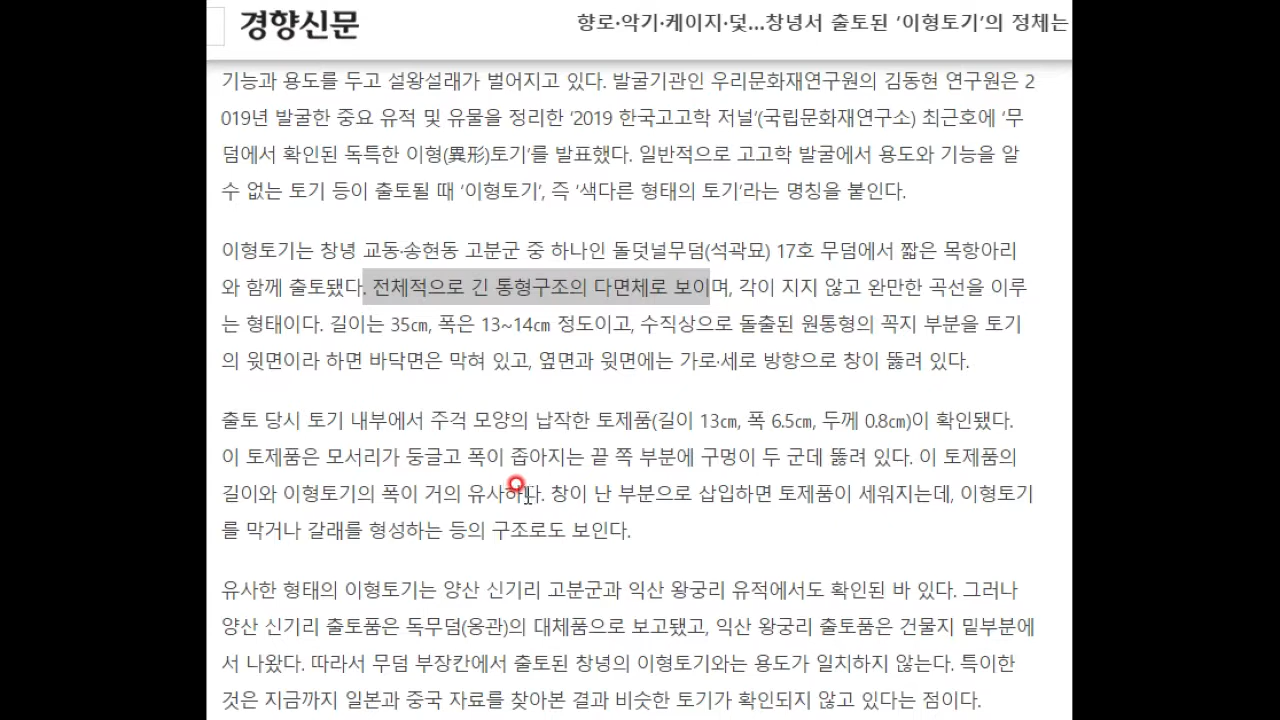 경향신문
향로·악기·케이지·덫...창녕서 출토된 ‘이형토기’의 정체는
기능과 용도를 두고 설왕설래가 벌어지고 있다. 발굴기관인 우리문화재연구원의 김동현 연구원은 2
019년 발굴한 중요 유적 및 유물을 정리한 ‘2019 한국고고학 저널’(국립문화재연구소) 최근호에 ‘무
덤에서 확인된 독특한 이형(異形)토기’를 발표했다. 일반적으로 고고학 발굴에서 용도와 기능을 알
수 없는 토기 등이 출토될 때 ‘이형토기’, 즉 ‘색다른 형태의 토기’라는 명칭을 붙인다.
이형토기는 창녕 교동·송현동 고분군 중 하나인 돌덧널무덤(석곽묘) 17호 무덤에서 짧은 목항아리
와 함께 출토됐다. 전체적으로 긴 통형구조의 다면체로 보이며, 각이 지지 않고 완만한 곡선을 이루
는 형태이다. 길이는 35㎝, 폭은 13~14㎝ 정도이고, 수직상으로 돌출된 원통형의 꼭지 부분을 토기
의 윗면이라 하면 바닥면은 막혀 있고, 옆면과 윗면에는 가로·세로 방향으로 창이 뚫려 있다.
출토 당시 토기 내부에서 주걱 모양의 납작한 토제품(길이 13㎝, 폭 6.5㎝, 두께 0.8㎝)이 확인됐다.
이 토제품은 모서리가 둥글고 폭이 좁아지는 끝 쪽 부분에 구멍이 두 군데 뚫려 있다. 이 토제품의
길이와 이형토기의 폭이 거의 유사하다. 창이 난 부분으로 삽입하면 토제품이 세워지는데, 이형토기
를 막거나 갈래를 형성하는 등의 구조로도 보인다.
유사한 형태의 이형토기는 양산 신기리 고분군과 익산 왕궁리 유적에서도 확인된 바 있다. 그러나
양산 신기리 출토품은 독무덤(옹관)의 대체품으로 보고됐고, 익산 왕궁리 출토품은 건물지 밑부분에
서 나왔다. 따라서 무덤 부장칸에서 출토된 창녕의 이형토기와는 용도가 일치하지 않는다. 특이한
것은 지금까지 일본과 중국 자료를 찾아본 결과 비슷한 토기가 확인되지 않고 있다는 점이다.